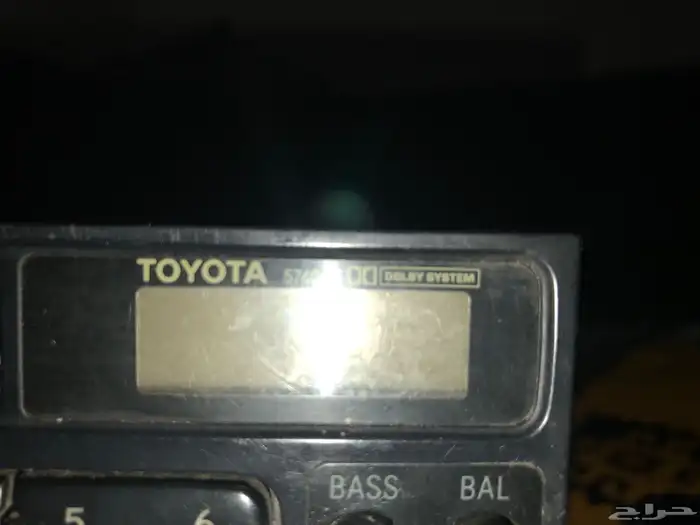 TOYOTA DOLBY SYSTEM
BASS BAL
5 6
حراج